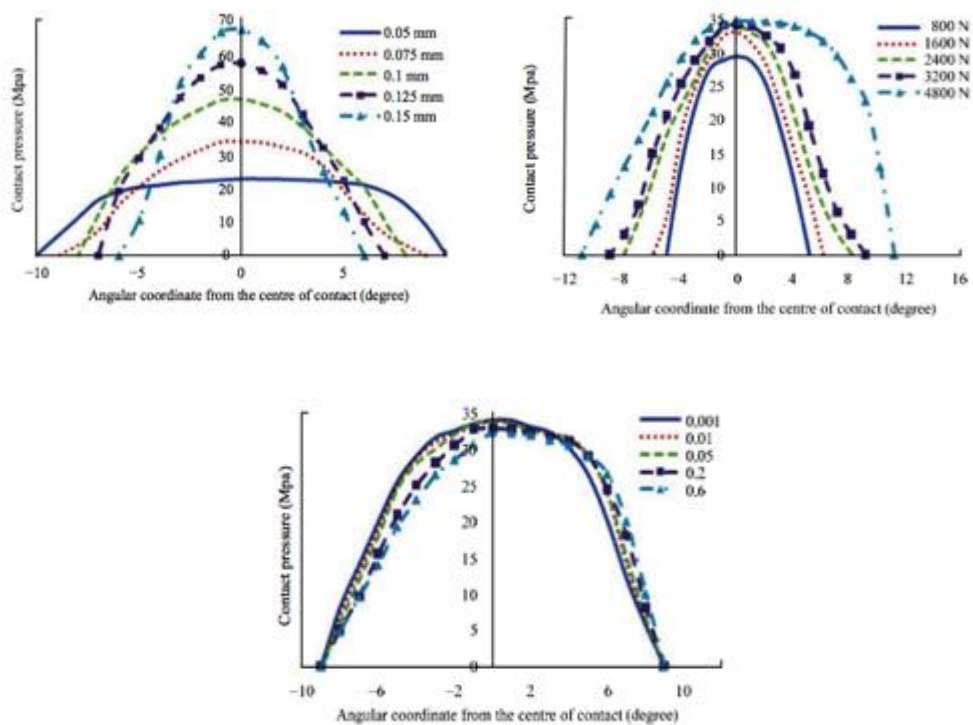 70
60
50
40
30
20
10
0
Contact pressure (Mpa)
0.05 mm
0.075 mm
0.1 mm
0.125 mm
0.15 mm
−10 −5 0 5
Angular coordinate from the centre of contact (degree)
35
30
25
20
15
10
5
0
Contact pressure (Mpa)
800 N
1600 N
2400 N
3200 N
4800 N
−12 −8 −4 0 4 8 12 16
Angular coordinate from the centre of contact (degree)
35
30
25
20
33
15
10
5
0
Contact pressure (Mpa)
0.001
0.01
0.05
0.2
0.6
−10 −6 −2 2 6 10
Angular coordinate from the centre of contact (degree)